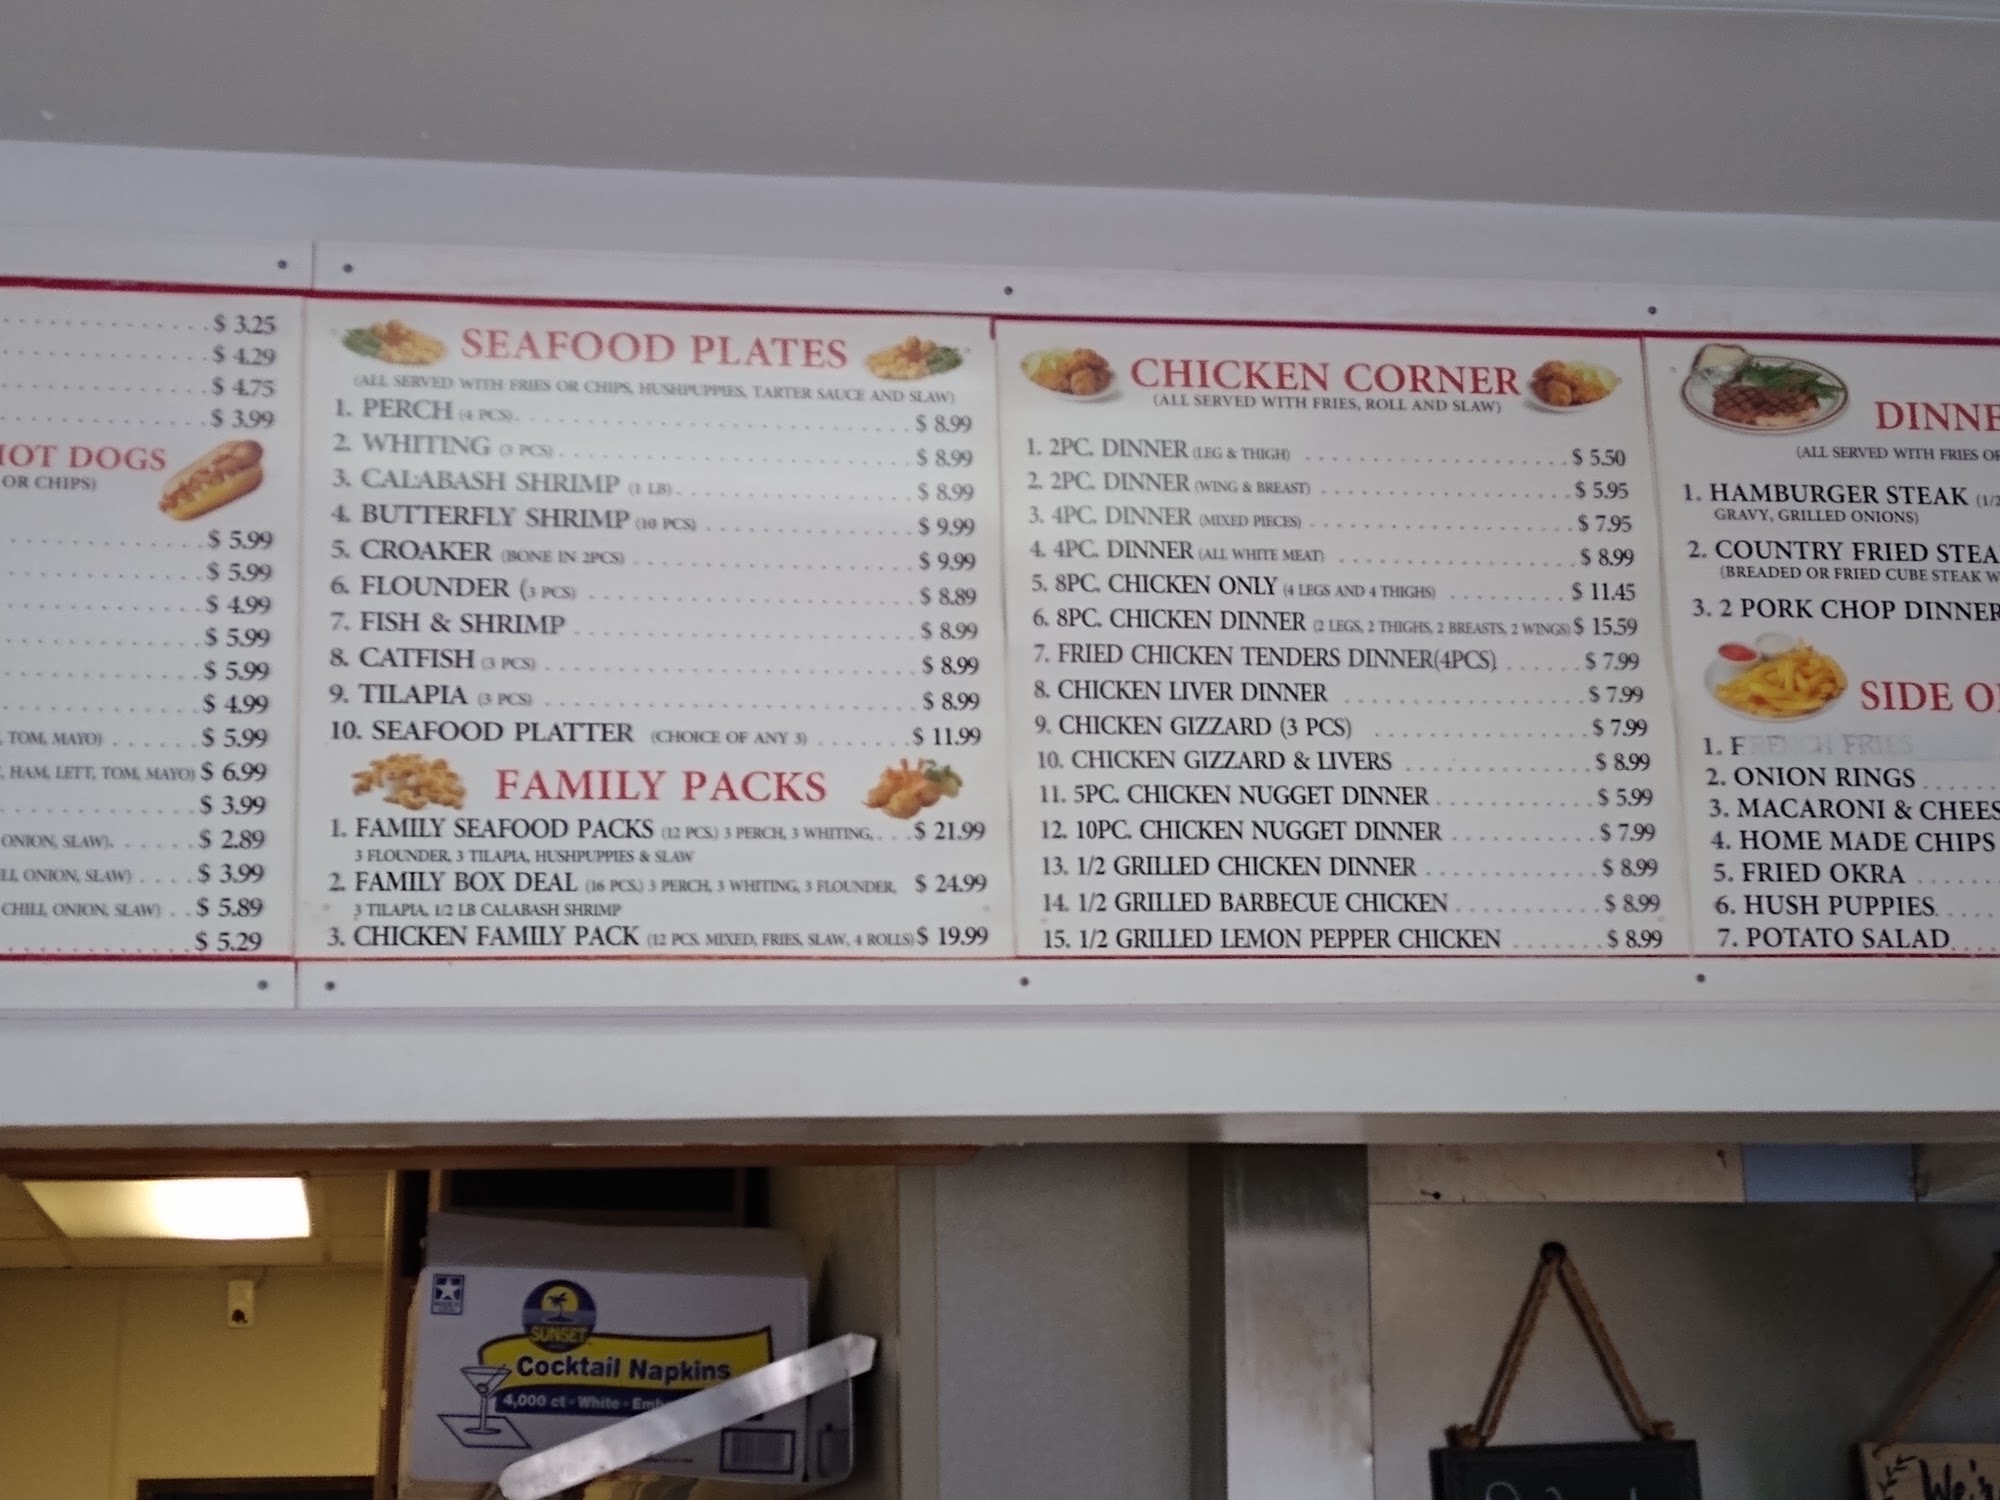 $ 3.25
$ 4.29
$ 4.75
$ 3.99
HOT DOGS
OR CHIPS)
$ 5.99
$ 5.99
$ 4.99
$ 5.99
$ 5.99
$ 4.99
TOM, MAYO) $ 5.99
HAM, LETT, TOM, MAYO) $ 6.99
$ 3.99
ONION, SLAW). $ 2.89
ONION, SLAW) $ 3.99
CHILI, ONION, SLAW) $ 5.89
$ 5.29
SEAFOOD PLATES
(ALL SERVED WITH FRIES OR CHIPS, HUSHPUPPIES, TARTER SAUCE AND SLAW)
1. PERCH (4 PCS) $ 8.99
2. WHITING (3 PCS) $ 8.99
3. CALABASH SHRIMP (1 LB) $ 8.99
4. BUTTERFLY SHRIMP (10 PCS) $ 9.99
5. CROAKER (BONE IN 2PCS) $ 9.99
6. FLOUNDER (3 PCS) $ 8.89
7. FISH & SHRIMP $ 8.99
8. CATFISH (3 PCS) $ 8.99
9. TILAPIA (3 PCS) $ 8.99
10. SEAFOOD PLATTER (CHOICE OF ANY 3) $ 11.99
FAMILY PACKS
1. FAMILY SEAFOOD PACKS (12 PCS.) 3 PERCH, 3 WHITING, $ 21.99
3 FLOUNDER, 3 TILAPIA, HUSHPUPPIES & SLAW
2. FAMILY BOX DEAL (16 PCS.) 3 PERCH, 3 WHITING, 3 FLOUNDER, $ 24.99
3 TILAPIA, 1/2 LB CALABASH SHRIMP
3. CHICKEN FAMILY PACK (12 PCS. MIXED, FRIES, SLAW, 4 ROLLS) $ 19.99
CHICKEN CORNER
(ALL SERVED WITH FRIES, ROLL AND SLAW)
1. 2PC. DINNER (LEG & THIGH) $ 5.50
2. 2PC. DINNER (WING & BREAST) $ 5.95
3. 4PC. DINNER (MIXED PIECES) $ 7.95
4. 4PC. DINNER (ALL WHITE MEAT) $ 8.99
5. 8PC. CHICKEN ONLY (4 LEGS AND 4 THIGHS) $ 11.45
6. 8PC. CHICKEN DINNER (2 LEGS, 2 THIGHS, 2 BREASTS, 2 WINGS) $ 15.59
7. FRIED CHICKEN TENDERS DINNER(4PCS) $ 7.99
8. CHICKEN LIVER DINNER $ 7.99
9. CHICKEN GIZZARD (3 PCS) $ 7.99
10. CHICKEN GIZZARD & LIVERS $ 8.99
11. 5PC. CHICKEN NUGGET DINNER $ 5.99
12. 10PC. CHICKEN NUGGET DINNER $ 7.99
13. 1/2 GRILLED CHICKEN DINNER $ 8.99
14. 1/2 GRILLED BARBECUE CHICKEN $ 8.99
15. 1/2 GRILLED LEMON PEPPER CHICKEN $ 8.99
DINNE
(ALL SERVED WITH FRIES OR
1. HAMBURGER STEAK (1/2
GRAVY, GRILLED ONIONS)
2. COUNTRY FRIED STEA
(BREADED OR FRIED CUBE STEAK W
3. 2 PORK CHOP DINNER
SIDE O
1. FRENCH FRIES
2. ONION RINGS
3. MACARONI & CHEES
4. HOME MADE CHIPS
5. FRIED OKRA
6. HUSH PUPPIES
7. POTATO SALAD
SUNSET
Cocktail Napkins
4,000 ct - White - Emb
We're